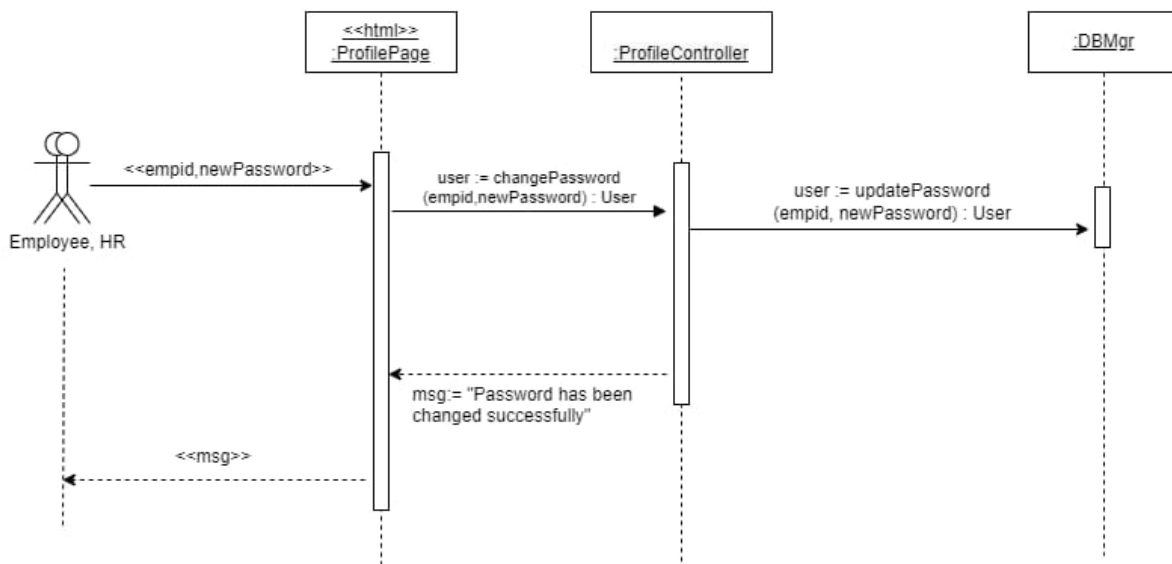 <<html>>
:ProfilePage
:ProfileController
:DBMgr
<<empid,newPassword>>
Employee, HR
user := changePassword
(empid,newPassword) : User
user := updatePassword
(empid, newPassword) : User
msg:= "Password has been
changed successfully"
<<msg>>